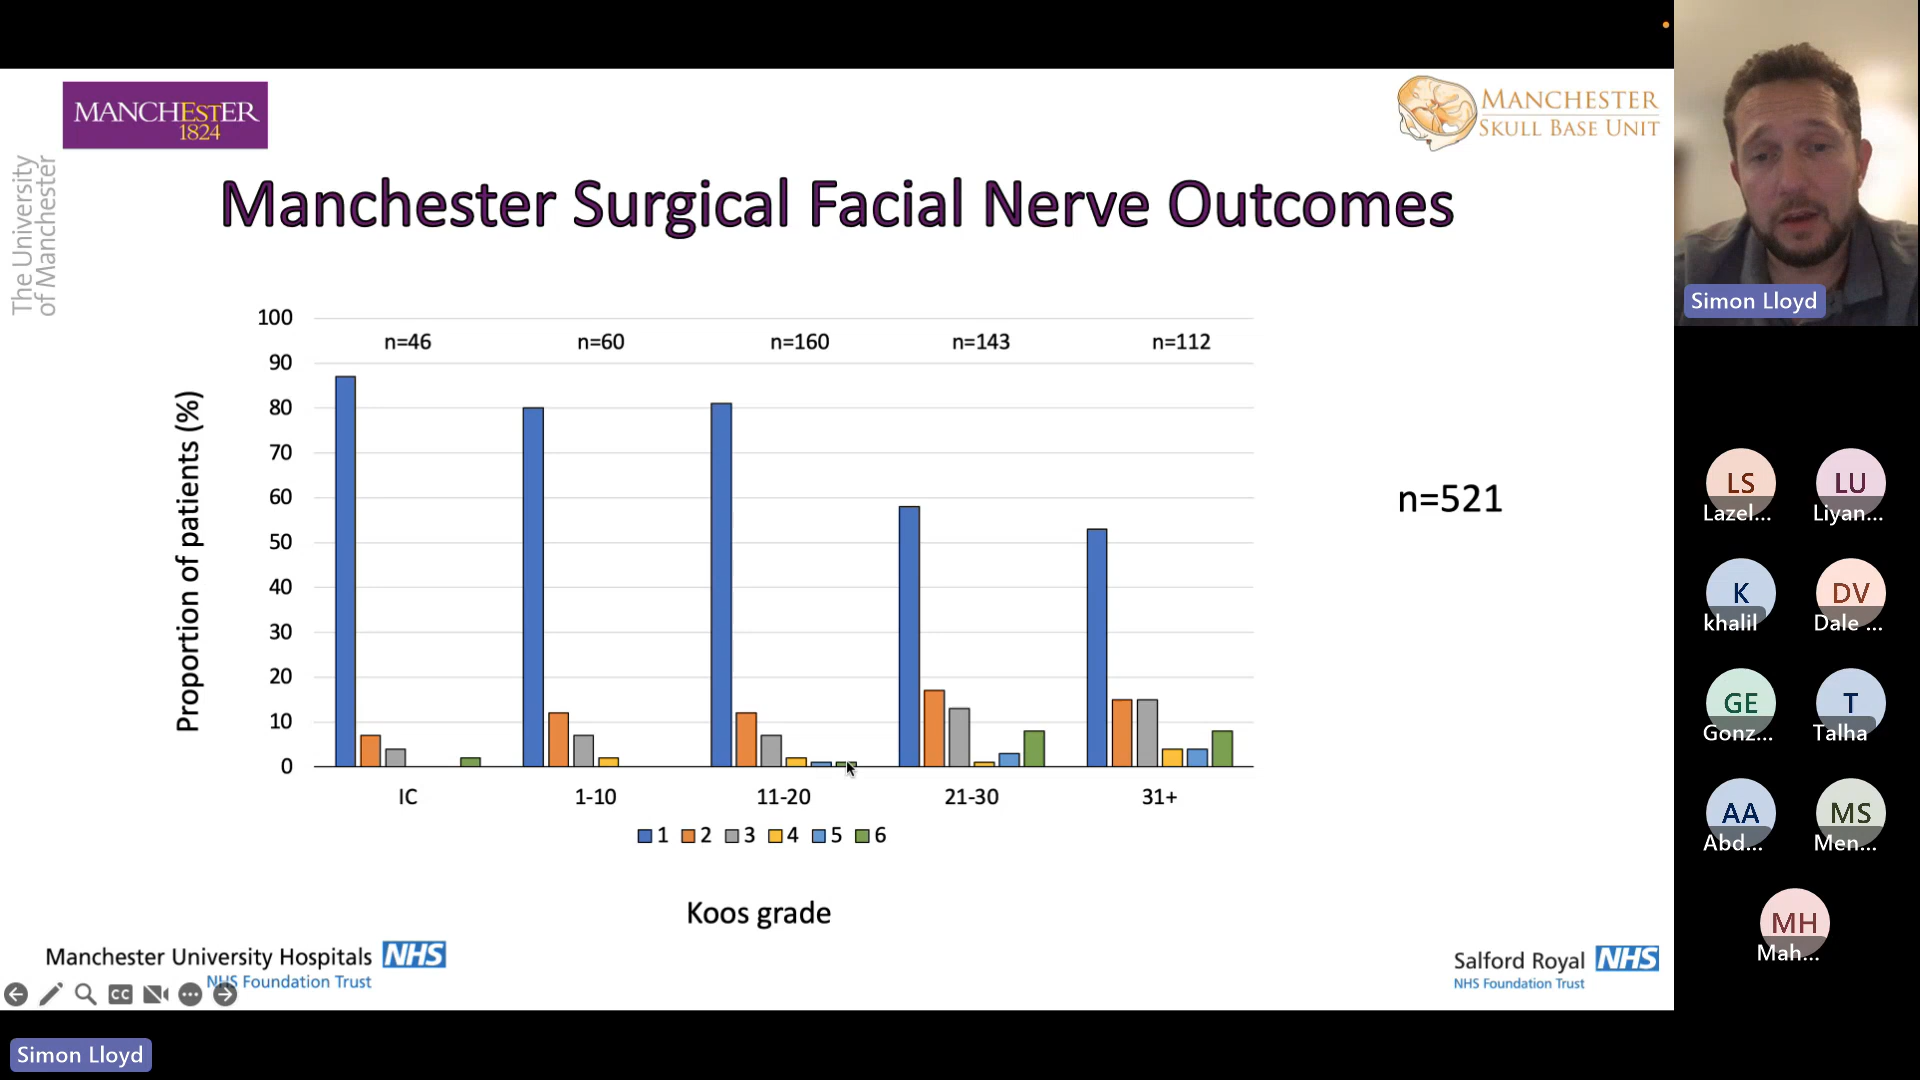 MANCHESTER
1824
The University
of Manchester
MANCHESTER
SKULL BASE UNIT
Manchester Surgical Facial Nerve Outcomes
Simon Lloyd
Proportion of patients (%)
100
90
80
70
60
50
40
30
20
10
0
n=46
n=60
n=160
n=143
n=112
n=521
IC
1-10
11-20
21-30
31+
1
2
3
4
5
6
Koos grade
Manchester University Hospitals NHS
NHS Foundation Trust
Salford Royal NHS
NHS Foundation Trust
CC
Simon Lloyd
LS
Lazel...
LU
Liyan...
K
khalil
DV
Dale ...
GE
Gonz...
T
Talha
AA
Abd...
MS
Men...
MH
Mah...